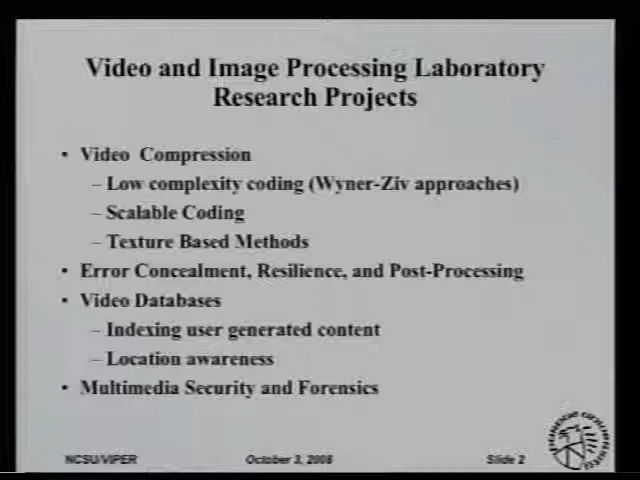 Video and Image Processing Laboratory
Research Projects
• Video Compression
– Low complexity coding (Wyner-Ziv approaches)
– Scalable Coding
– Texture Based Methods
• Error Concealment, Resilience, and Post-Processing
• Video Databases
– Indexing user generated content
– Location awareness
• Multimedia Security and Forensics
NCSU/VIPER October 3, 2008 Slide 2